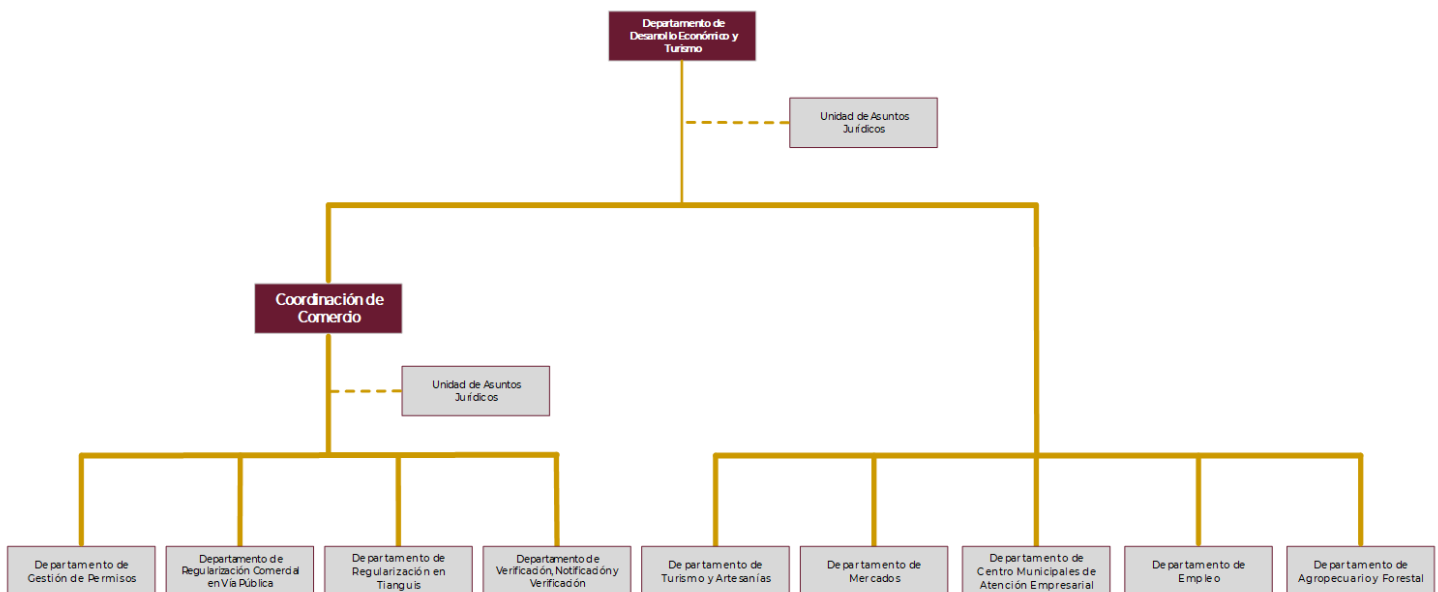 Departamento de
Desarrollo Económico y
Turismo
Unidad de Asuntos
Jurídicos
Coordinación de
Comercio
Unidad de Asuntos
Jurídicos
Departamento de
Gestión de Permisos
Departamento de
Regularización Comercial
en Vía Pública
Departamento de
Regularización en
Tianguis
Departamento de
Verificación, Notificación y
Verificación
Departamento de
Turismo y Artesanías
Departamento de
Mercados
Departamento de
Centro Municipales de
Atención Empresarial
Departamento de
Empleo
Departamento de
Agropecuario y Forestal